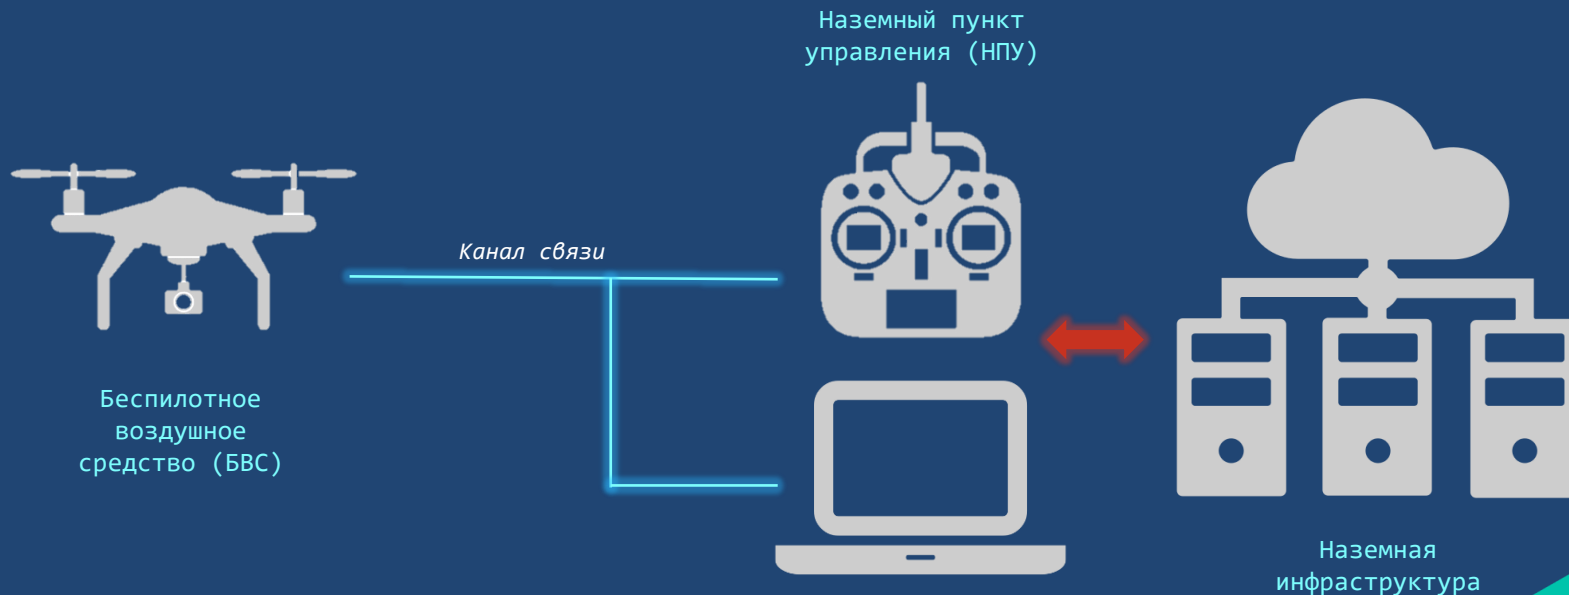 Наземный пункт
управления (НПУ)
Канал связи
Беспилотное
воздушное
средство (БВС)
Наземная
инфраструктура